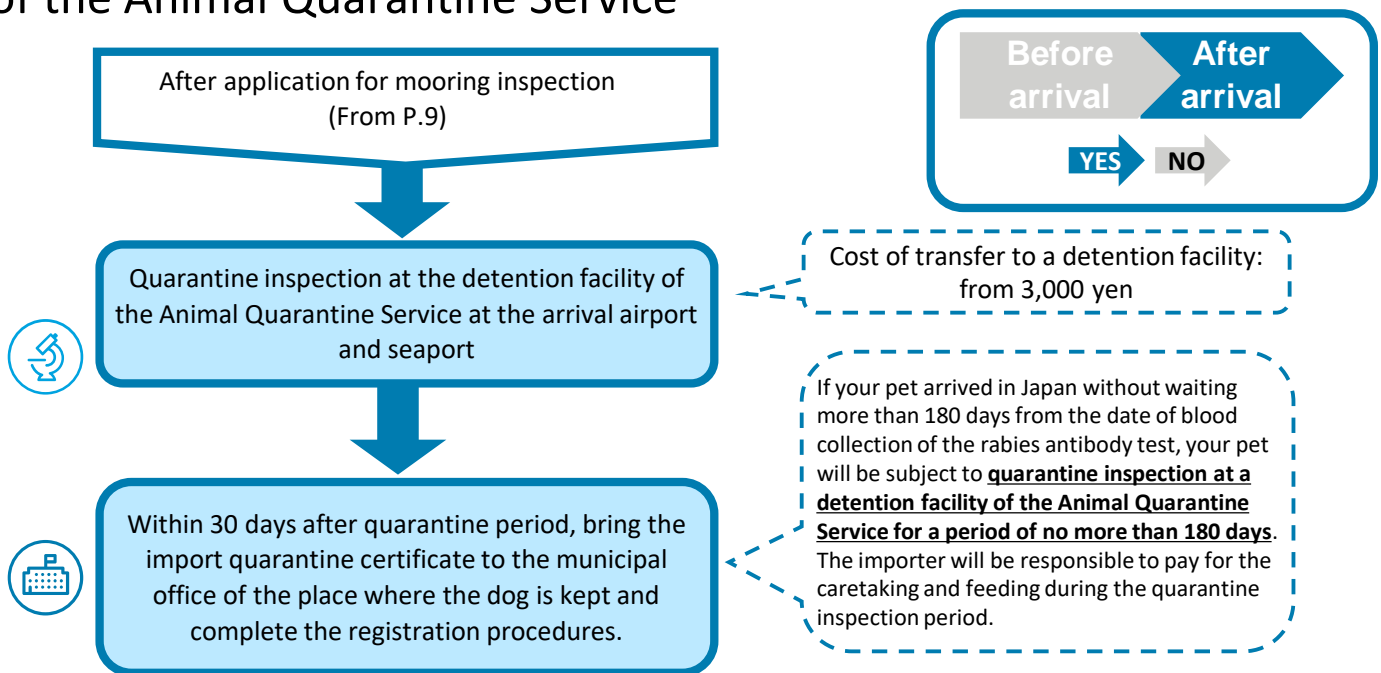 of the Animal Quarantine Service
Before
arrival
After
arrival
YES
NO
After application for mooring inspection
(From P.9)
Quarantine inspection at the detention facility of
the Animal Quarantine Service at the arrival airport
and seaport
Cost of transfer to a detention facility:
from 3,000 yen
Within 30 days after quarantine period, bring the
import quarantine certificate to the municipal
office of the place where the dog is kept and
complete the registration procedures.
If your pet arrived in Japan without waiting
more than 180 days from the date of blood
collection of the rabies antibody test, your pet
will be subject to quarantine inspection at a
detention facility of the Animal Quarantine
Service for a period of no more than 180 days.
The importer will be responsible to pay for the
caretaking and feeding during the quarantine
inspection period.